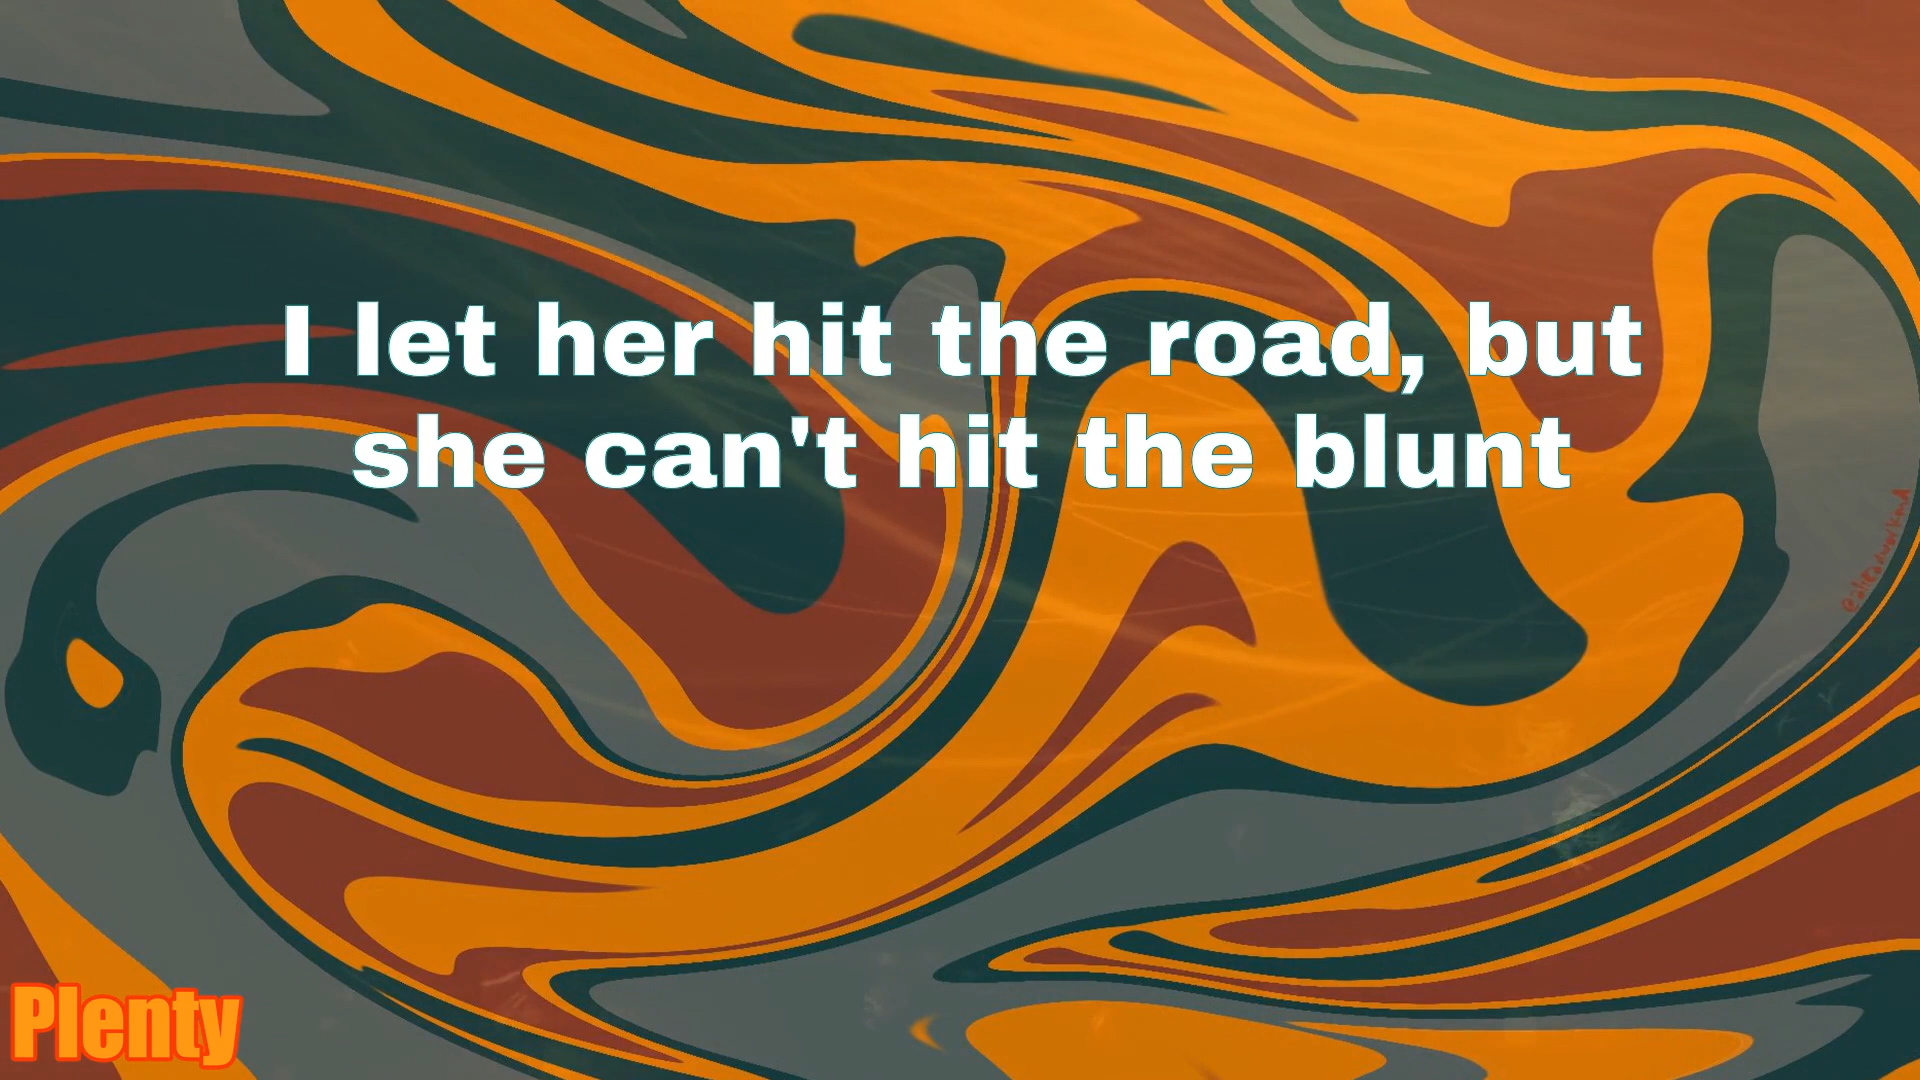 I let her hit the road, but
she can't hit the blunt
Plenty